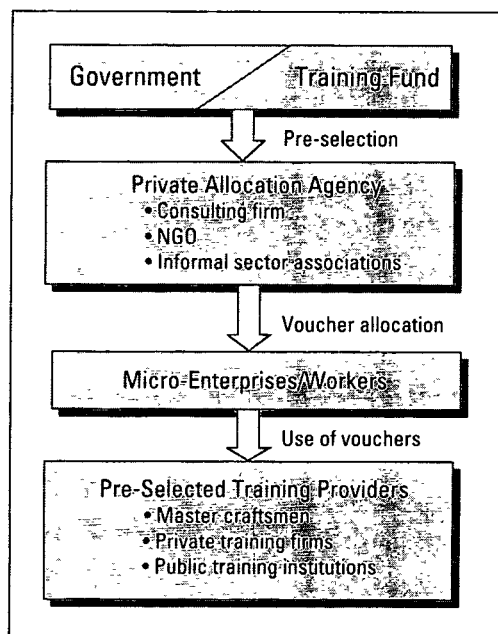 Government Training Fund
Pre-selection
Private Allocation Agency
• Consulting firm
• NGO
• Informal sector associations
Voucher allocation
Micro-Enterprises/Workers
Use of vouchers
Pre-Selected Training Providers
• Master craftsmen
• Private training firms
• Public training institutions